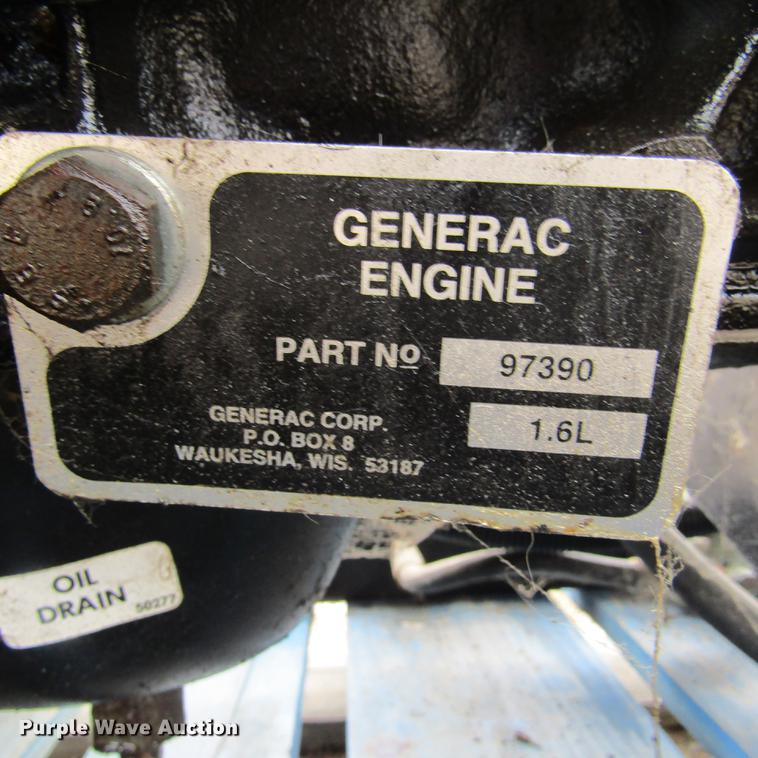 GENERAC
ENGINE
PART Nº 97390
1.6L
GENERAC CORP.
P.O. BOX 8
WAUKESHA, WIS. 53187
OIL
DRAIN
50277
Purple Wave Auction